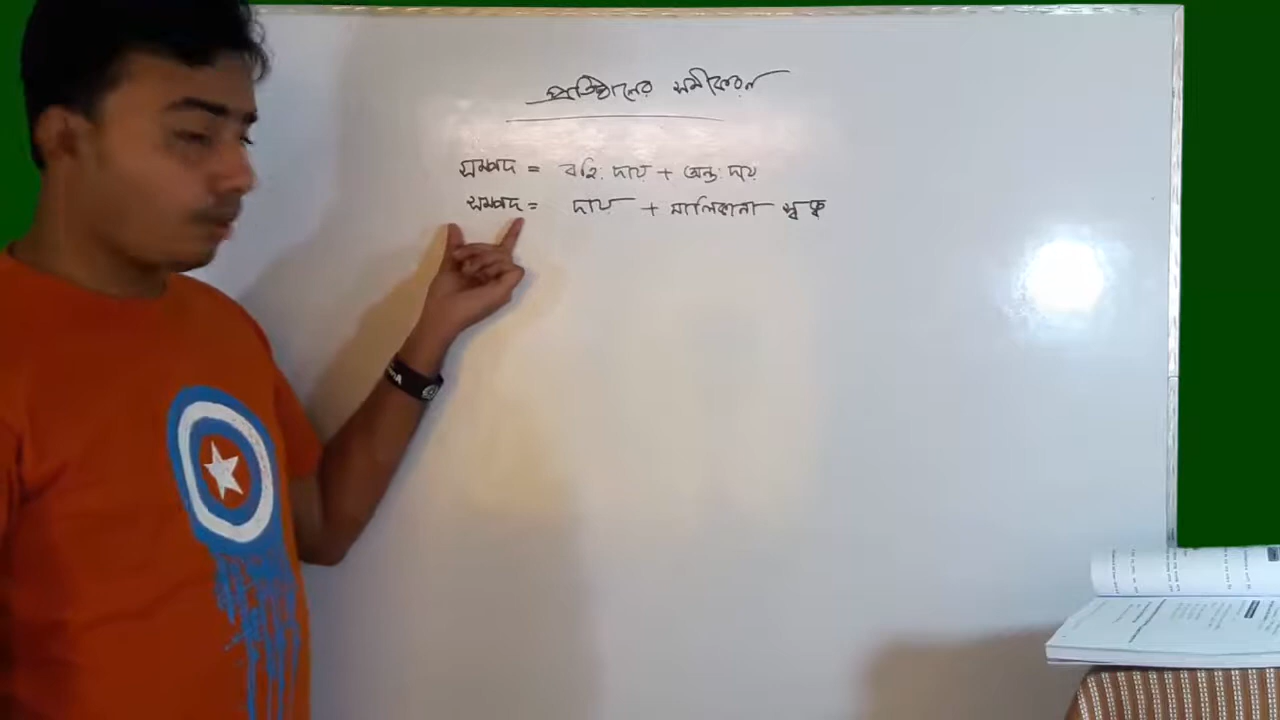 প্রতিষ্ঠানের সমীকরণ
সম্পদ = বহি: দায় + অন্ত: দায়
সম্পদ = দায় + মালিকানা স্বত্ত্ব